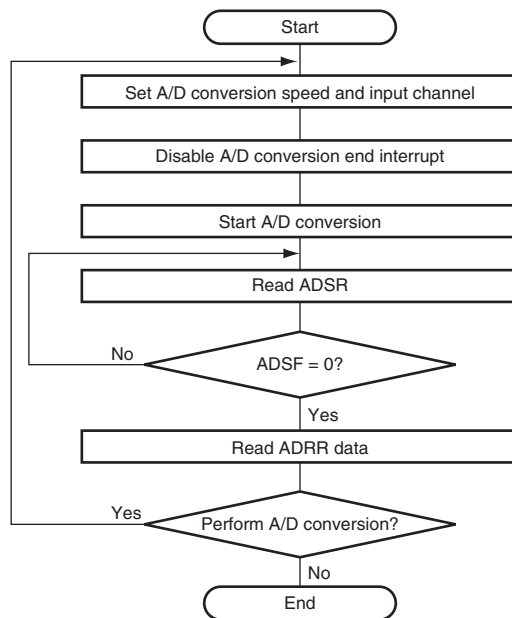 Start
Set A/D conversion speed and input channel
Disable A/D conversion end interrupt
Start A/D conversion
Read ADSR
No
ADSF = 0?
Yes
Read ADRR data
Yes
Perform A/D conversion?
No
End